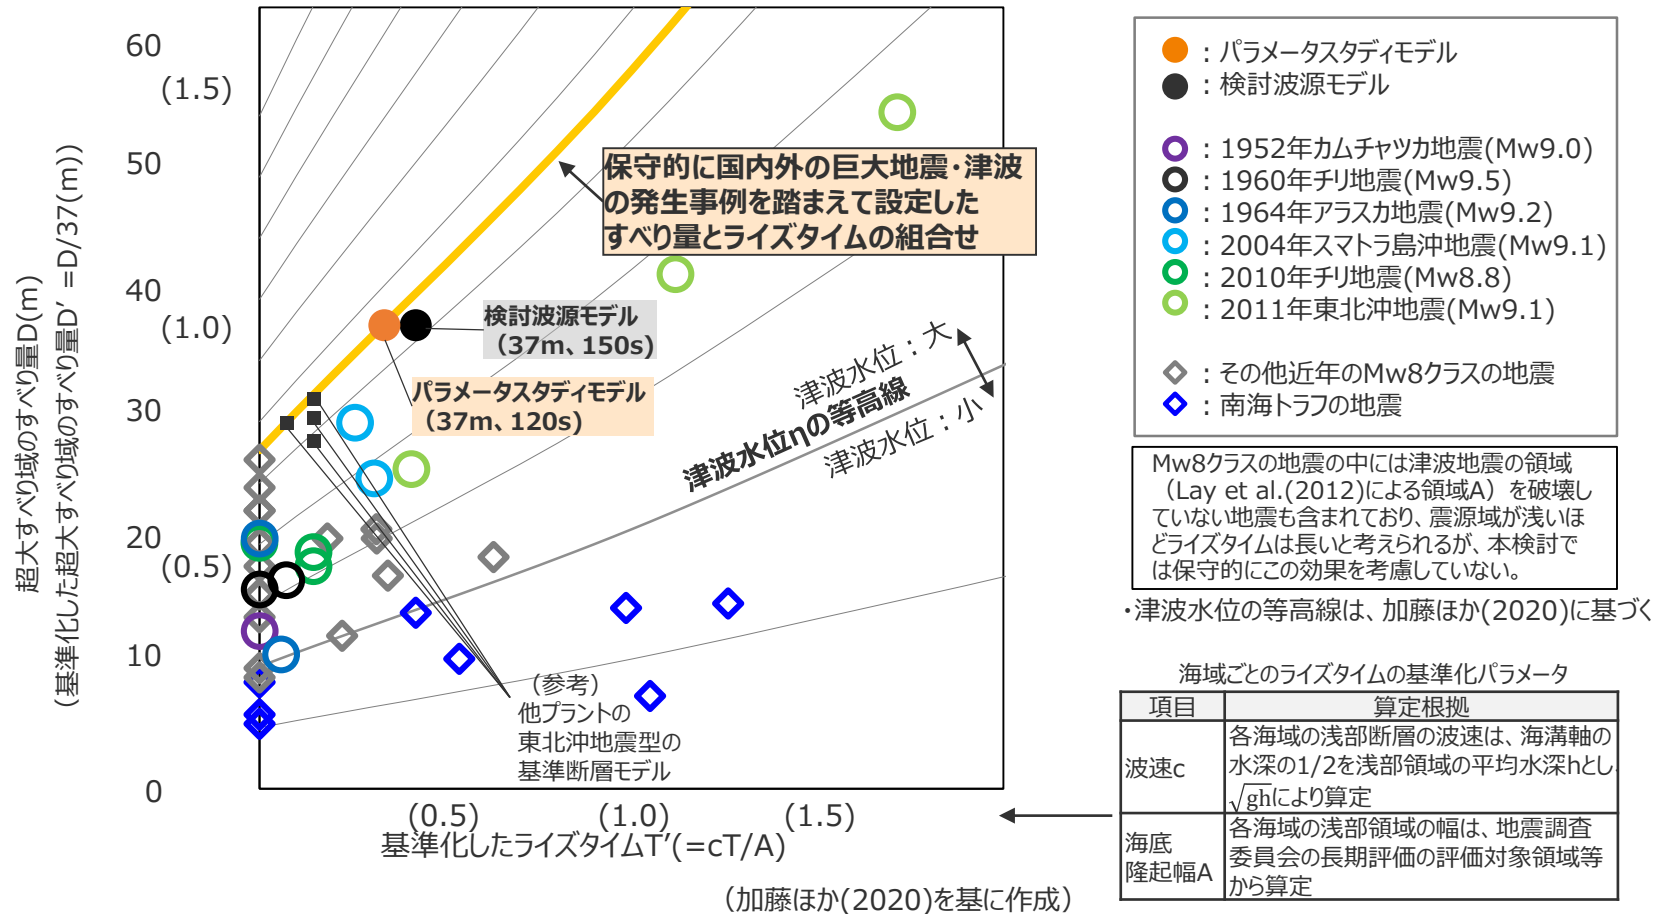 超大すべり域のすべり量D(m)
(基準化した超大すべり域のすべり量D’ =D/37(m))
60
(1.5)
50
40
(1.0)
30
20
(0.5)
10
0
(0.5)
(1.0)
(1.5)
基準化したライズタイムT’(=cT/A)
(加藤ほか(2020)を基に作成)
保守的に国内外の巨大地震・津波
の発生事例を踏まえて設定した
すべり量とライズタイムの組合せ
検討波源モデル
(37m、150s)
パラメータスタディモデル
(37m、120s)
津波水位：大
津波水位ηの等高線
津波水位：小
(参考)
他プラントの
東北沖地震型の
基準断層モデル
：パラメータスタディモデル
：検討波源モデル
：1952年カムチャツカ地震(Mw9.0)
：1960年チリ地震(Mw9.5)
：1964年アラスカ地震(Mw9.2)
：2004年スマトラ島沖地震(Mw9.1)
：2010年チリ地震(Mw8.8)
：2011年東北沖地震(Mw9.1)
：その他近年のMw8クラスの地震
：南海トラフの地震
Mw8クラスの地震の中には津波地震の領域
(Lay et al.(2012)による領域A)を破壊し
ていない地震も含まれており、震源域が浅いほ
どライズタイムは長いと考えられるが、本検討で
は保守的にこの効果を考慮していない。
・津波水位の等高線は、加藤ほか(2020)に基づく
海域ごとのライズタイムの基準化パラメータ
項目 算定根拠
波速c
各海域の浅部断層の波速は、海溝軸の
水深の1/2を浅部領域の平均水深hとし、
√ghにより算定
海底
隆起幅A
各海域の浅部領域の幅は、地震調査
委員会の長期評価の評価対象領域等
から算定